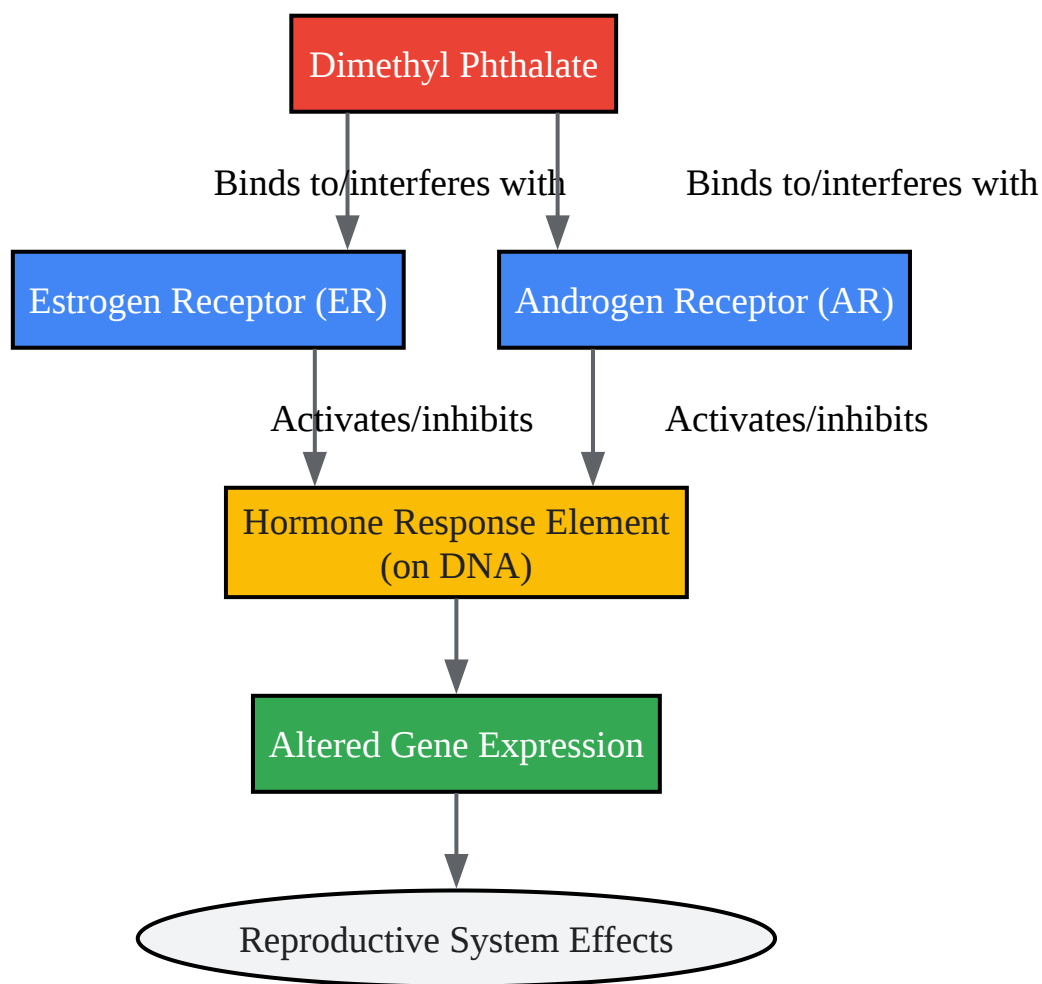 Dimethyl Phthalate
Binds to/interferes with
Binds to/interferes with
Estrogen Receptor (ER)
Androgen Receptor (AR)
Activates/inhibits
Activates/inhibits
Hormone Response Element
(on DNA)
Altered Gene Expression
Reproductive System Effects